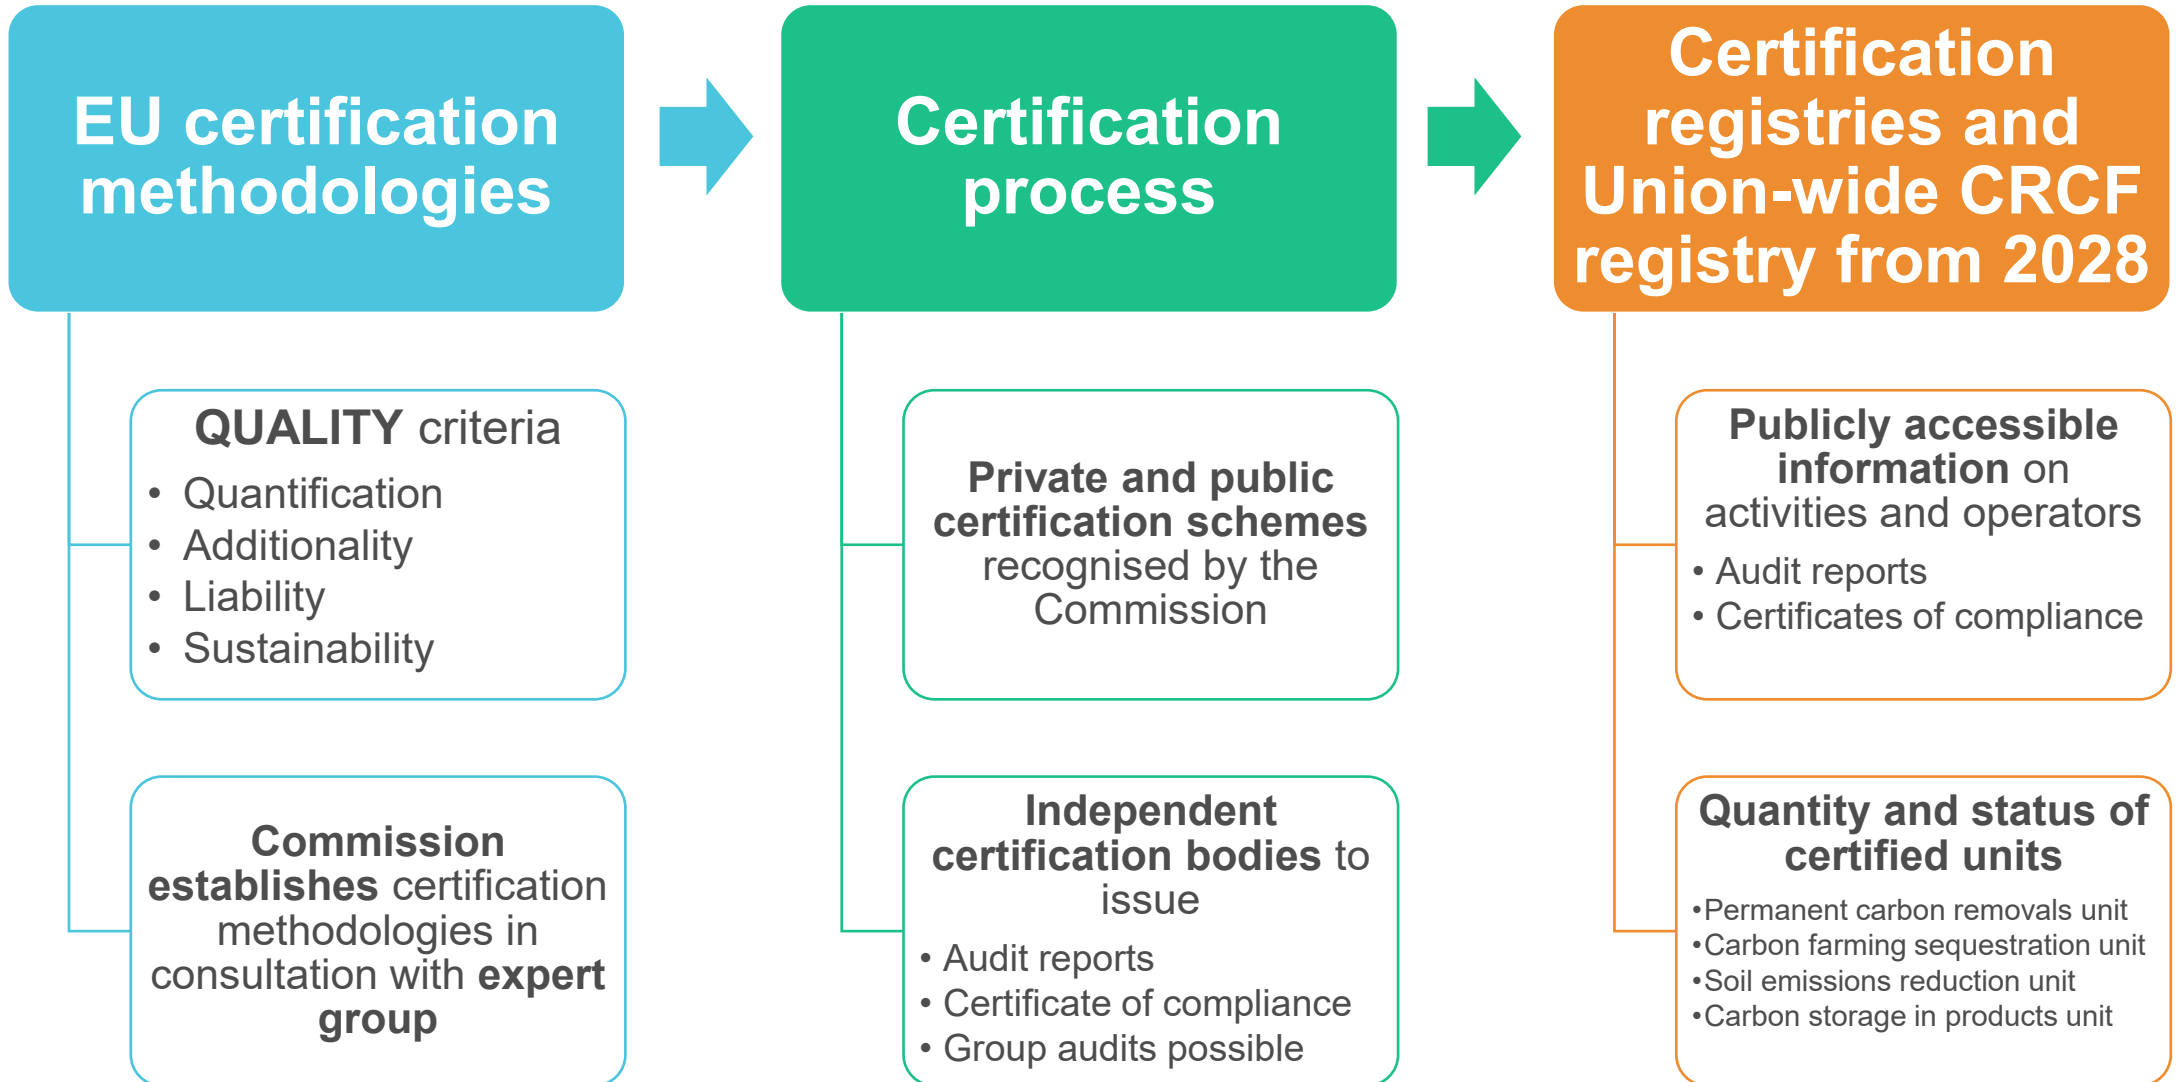 EU certification
methodologies
QUALITY criteria
• Quantification
• Additionality
• Liability
• Sustainability
Commission
establishes certification
methodologies in
consultation with expert
group
Certification
process
Private and public
certification schemes
recognised by the
Commission
Independent
certification bodies to
issue
• Audit reports
• Certificate of compliance
• Group audits possible
Certification
registries and
Union-wide CRCF
registry from 2028
Publicly accessible
information on
activities and operators
• Audit reports
• Certificates of compliance
Quantity and status of
certified units
•Permanent carbon removals unit
•Carbon farming sequestration unit
•Soil emissions reduction unit
•Carbon storage in products unit